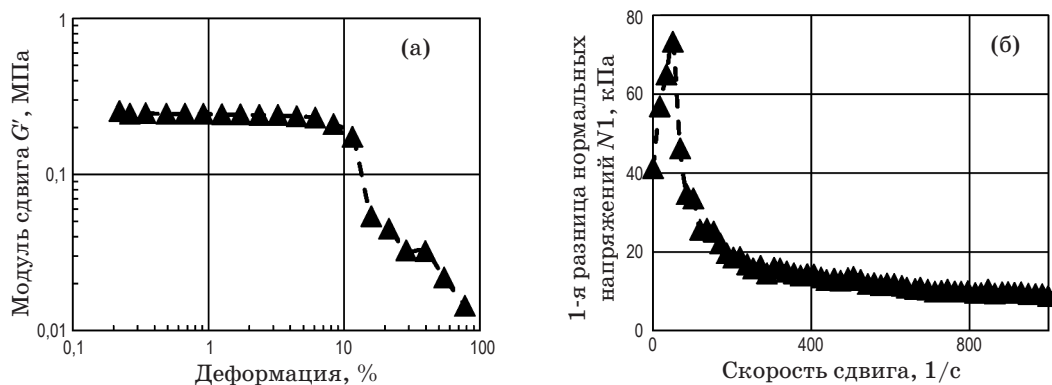 (а)
Модуль сдвига G′, МПа
1
0,1
0,01
0,1 1 10 100
Деформация, %
(б)
1-я разница нормальных
напряжений N1, кПа
80
60
40
20
0
0 400 800
Скорость сдвига, 1/с